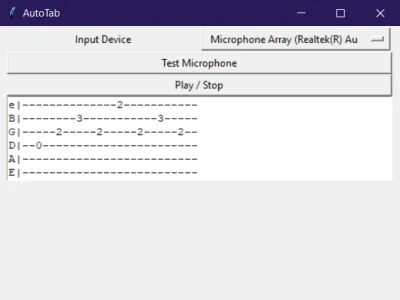 AutoTab
Input Device Microphone Array (Realtek(R) Au
Test Microphone
Play / Stop
e|--------------2-----------
B|--------3-----------3-----
G|-----2-----2-----2-----2--
D|--0-----------------------
A|--------------------------
E|--------------------------